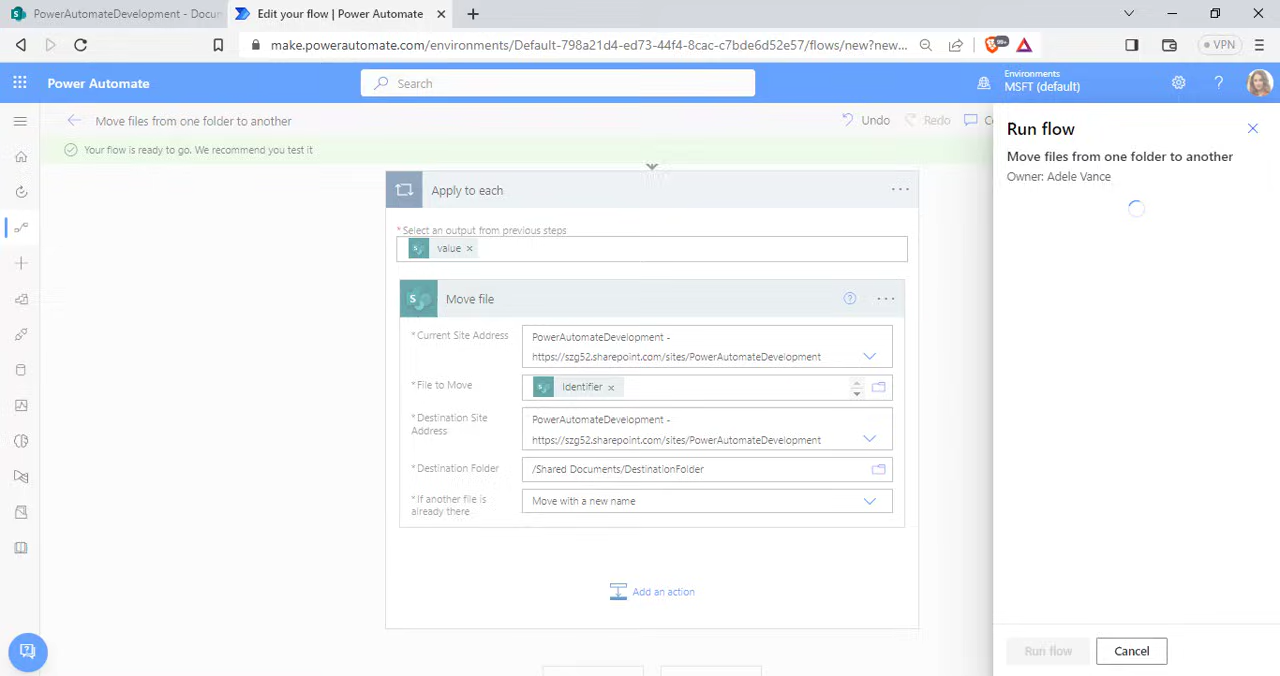 PowerAutomateDevelopment - Docum
Edit your flow | Power Automate
make.powerautomate.com/environments/Default-798a21d4-ed73-44f4-8cac-c7bde6d52e57/flows/new?new...
99+
VPN
Power Automate
Search
Environments
MSFT (default)
Move files from one folder to another
Undo
Redo
Your flow is ready to go. We recommend you test it
Run flow
Move files from one folder to another
Owner: Adele Vance
Apply to each
* Select an output from previous steps
value
Move file
* Current Site Address
PowerAutomateDevelopment -
https://szg52.sharepoint.com/sites/PowerAutomateDevelopment
* File to Move
Identifier
* Destination Site
Address
PowerAutomateDevelopment -
https://szg52.sharepoint.com/sites/PowerAutomateDevelopment
* Destination Folder
/Shared Documents/DestinationFolder
* If another file is
already there
Move with a new name
Add an action
Run flow
Cancel